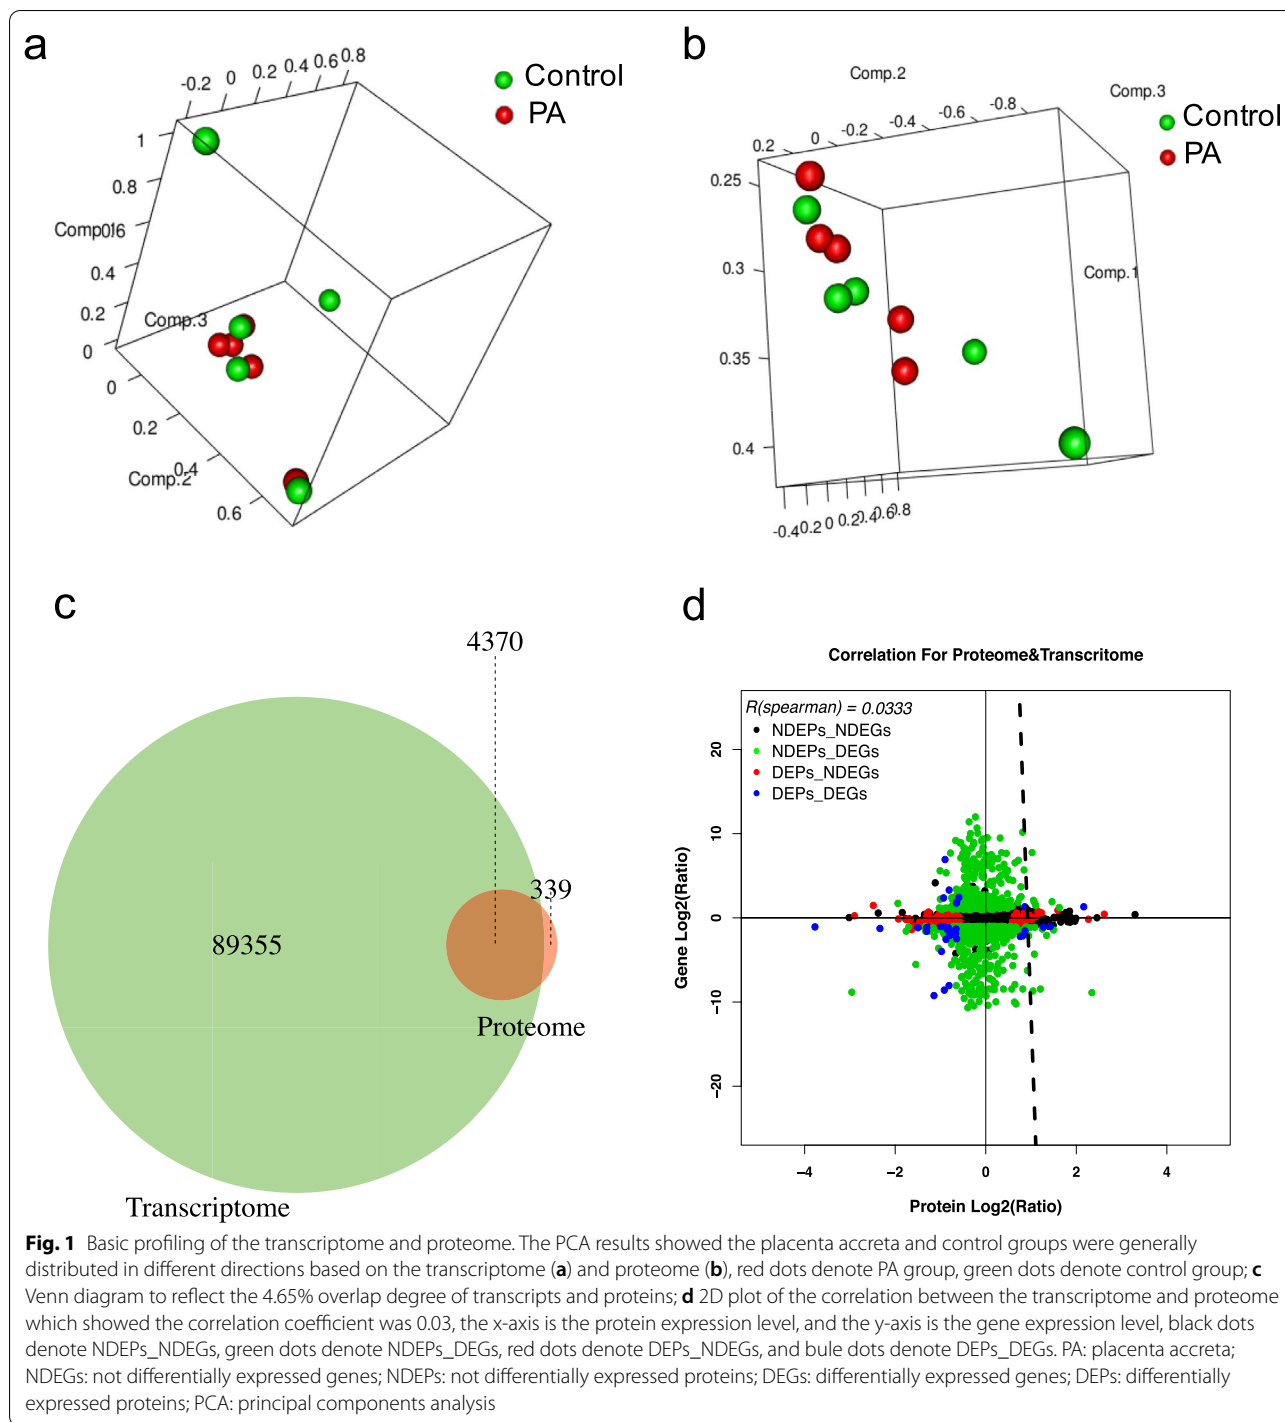 a
-0.2 0 0.2 0.4 0.6 0.8
Control
PA
1
0.8
Comp.1
0.6
0.4
0.2
0
Comp.3
0
0.2
0.4
Comp.2
0.6
b
Comp.2
Comp.3
0.2 0 -0.2 -0.4 -0.6 -0.8
Control
PA
0.25
0.3
Comp.1
0.35
0.4
-0.4 0.2 0 0.2 0.4 0.6 0.8
c
4370
339
89355
Proteome
Transcriptome
d
Correlation For Proteome&Transcritome
R(spearman) = 0.0333
NDEPs_NDEGs
NDEPs_DEGs
DEPs_NDEGs
DEPs_DEGs
Gene Log2(Ratio)
20
10
0
-10
-20
-4 -2 0 2 4
Protein Log2(Ratio)
Fig. 1 Basic profiling of the transcriptome and proteome. The PCA results showed the placenta accreta and control groups were generally
distributed in different directions based on the transcriptome (a) and proteome (b), red dots denote PA group, green dots denote control group; c
Venn diagram to reflect the 4.65% overlap degree of transcripts and proteins; d 2D plot of the correlation between the transcriptome and proteome
which showed the correlation coefficient was 0.03, the x-axis is the protein expression level, and the y-axis is the gene expression level, black dots
denote NDEPs_NDEGs, green dots denote NDEPs_DEGs, red dots denote DEPs_NDEGs, and bule dots denote DEPs_DEGs. PA: placenta accreta;
NDEGs: not differentially expressed genes; NDEPs: not differentially expressed proteins; DEGs: differentially expressed genes; DEPs: differentially
expressed proteins; PCA: principal components analysis